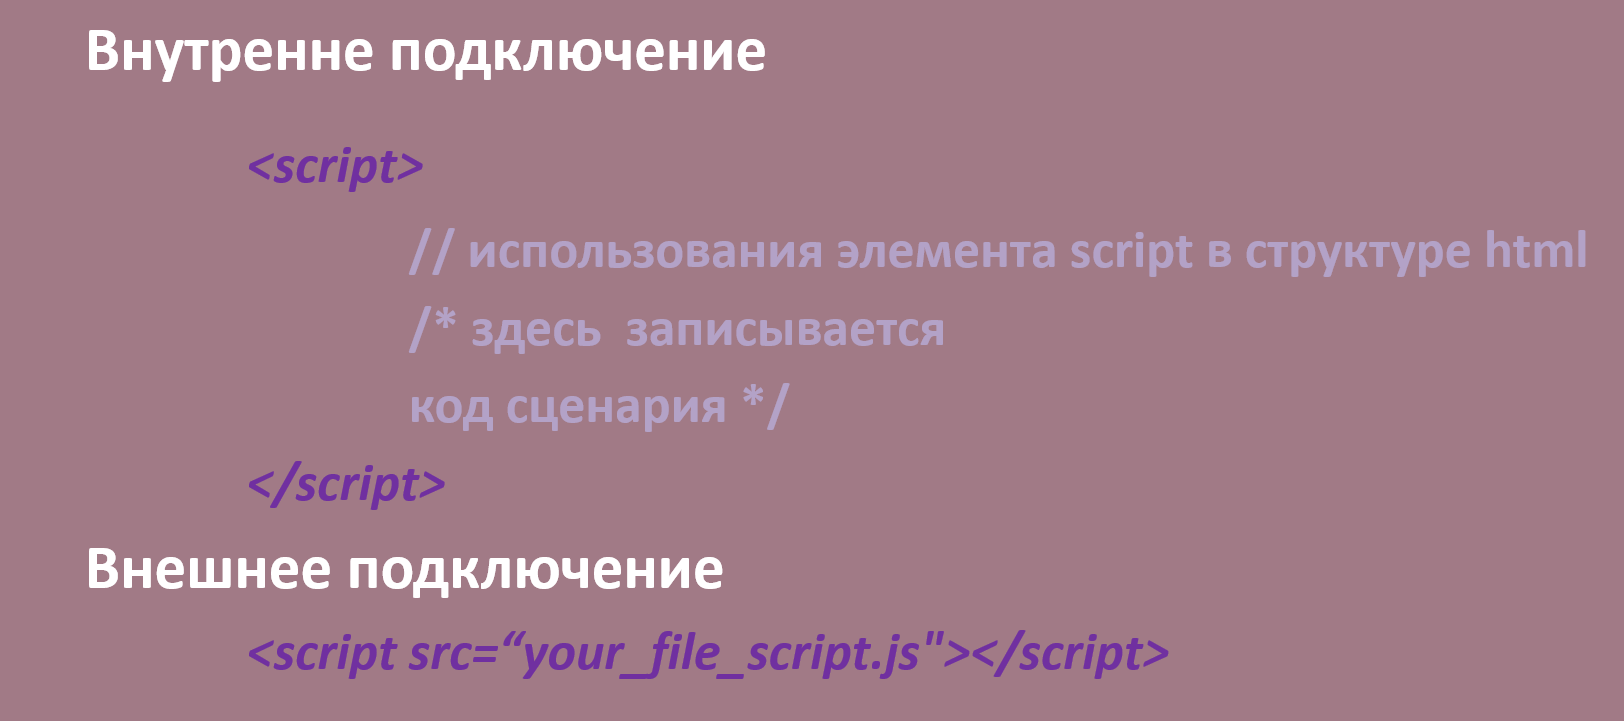 Внутренне подключение
<script>
// использования элемента script в структуре html
/* здесь  записывается
код сценария */
</script>
Внешнее подключение
<script src=“your_file_script.js"></script>